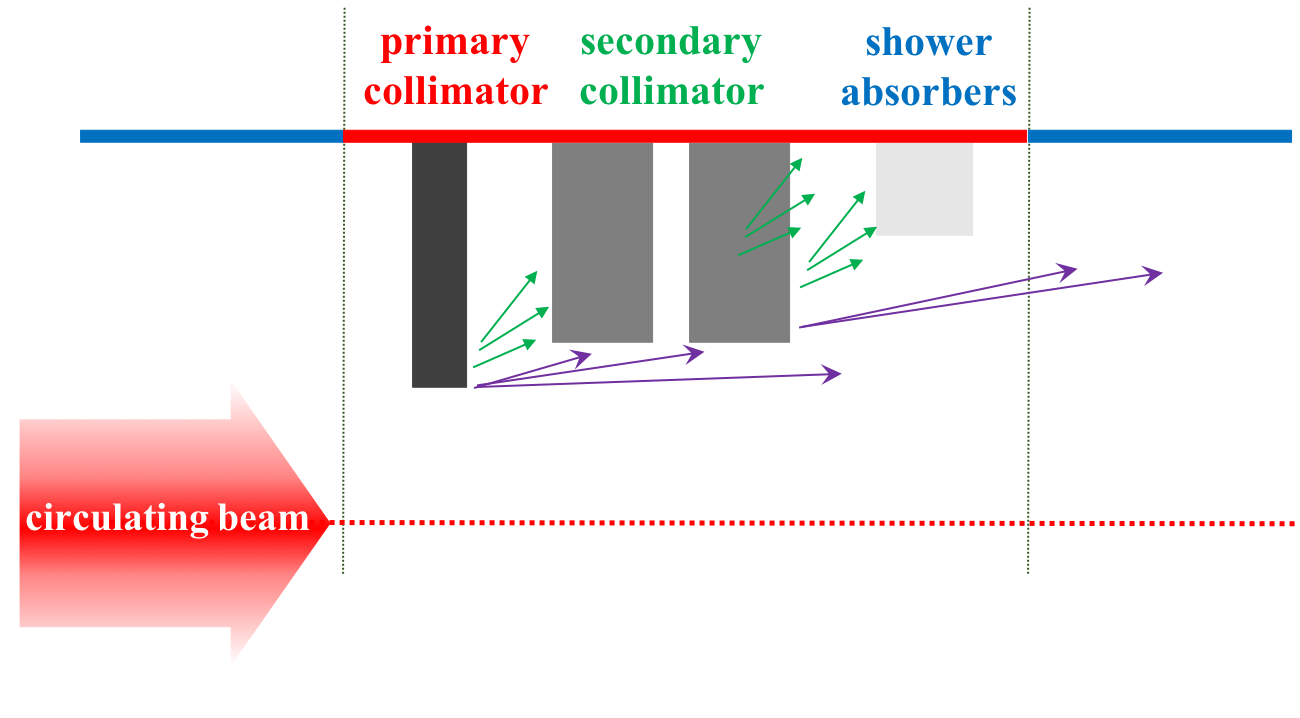 primary
collimator
secondary
collimator
shower
absorbers
circulating beam